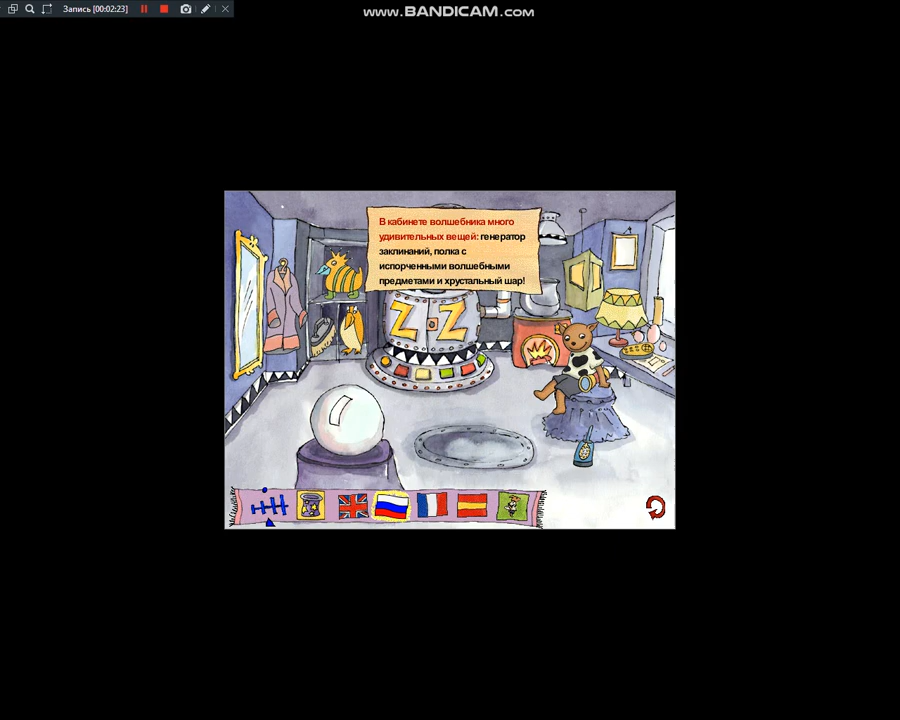 Запись [00:02:23]
www.BANDICAM.com
В кабинете волшебника много
удивительных вещей: генератор
заклинаний, полка с
испорченными волшебными
предметами и хрустальный шар!
Z Z